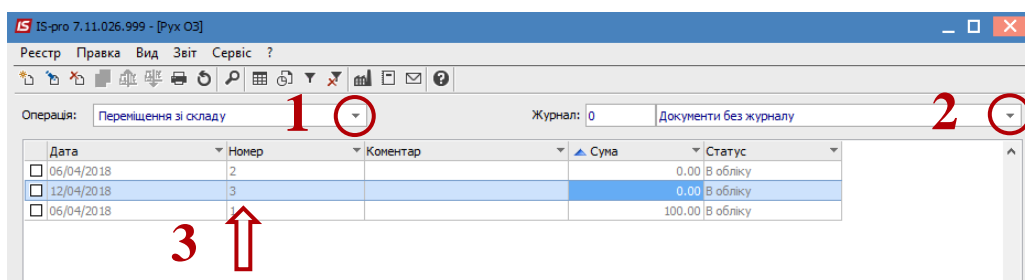 IS-pro 7.11.026.999 - [Рух ОЗ]
Реєстр Правка Вид Звіт Сервіс ?
Операція: Переміщення зі складу 1 Журнал: 0 Документи без журналу 2
Дата Номер Коментар Сума Статус
06/04/2018 2 0.00 В обліку
12/04/2018 3 0.00 В обліку
06/04/2018 1 100.00 В обліку
3